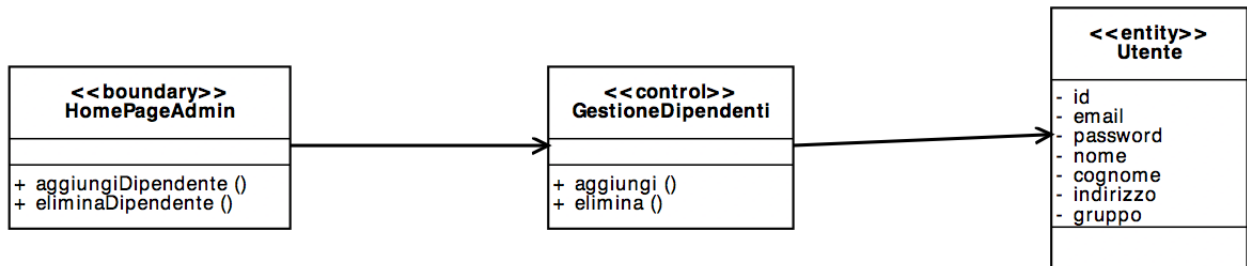 <<boundary>>
HomePageAdmin
+ aggiungiDipendente ()
+ eliminaDipendente ()
<<control>>
GestioneDipendenti
+ aggiungi ()
+ elimina ()
<<entity>>
Utente
- id
- email
- password
- nome
- cognome
- indirizzo
- gruppo